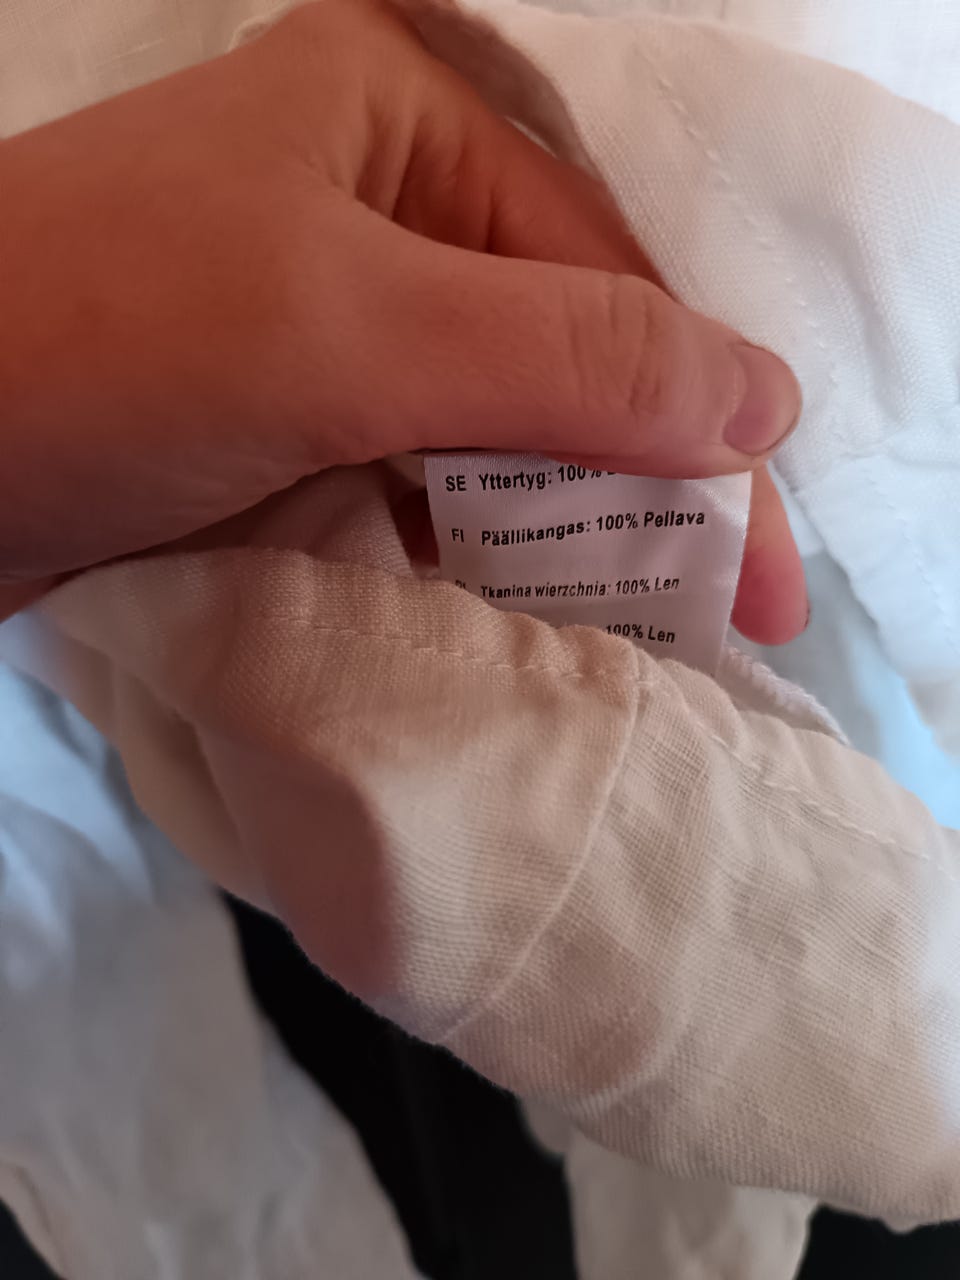 SE Yttertyg: 100%
FI Päällikangas: 100% Pellava
Tkanina wierzchnia: 100% Len
100% Len